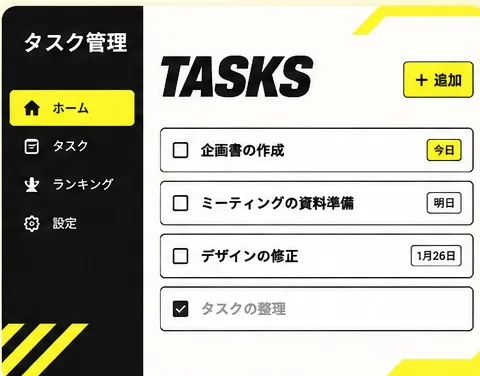 タスク管理
ホーム
タスク
ランキング
設定
TASKS
+ 追加
企画書の作成
今日
ミーティングの資料準備
明日
デザインの修正
1月26日
タスクの整理